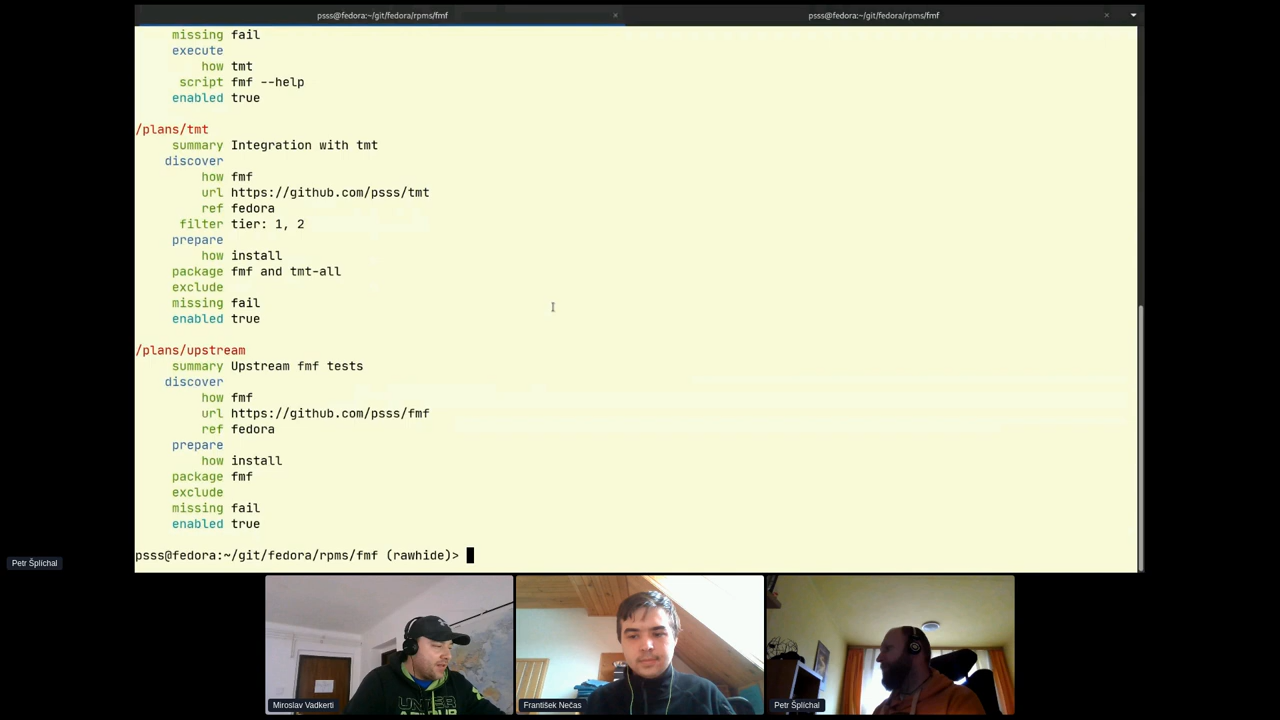 psss@fedora:~/git/fedora/rpms/fmf × psss@fedora:~/git/fedora/rpms/fmf ×
missing fail
execute
how tmt
script fmf --help
enabled true
/plans/tmt
summary Integration with tmt
discover
how fmf
url https://github.com/psss/tmt
ref fedora
filter tier: 1, 2
prepare
how install
package fmf and tmt-all
exclude
missing fail
enabled true
/plans/upstream
summary Upstream fmf tests
discover
how fmf
url https://github.com/psss/fmf
ref fedora
prepare
how install
package fmf
exclude
missing fail
enabled true
psss@fedora:~/git/fedora/rpms/fmf (rawhide)>
Petr Šplíchal
Miroslav Vadkerti
František Nečas
Petr Šplíchal